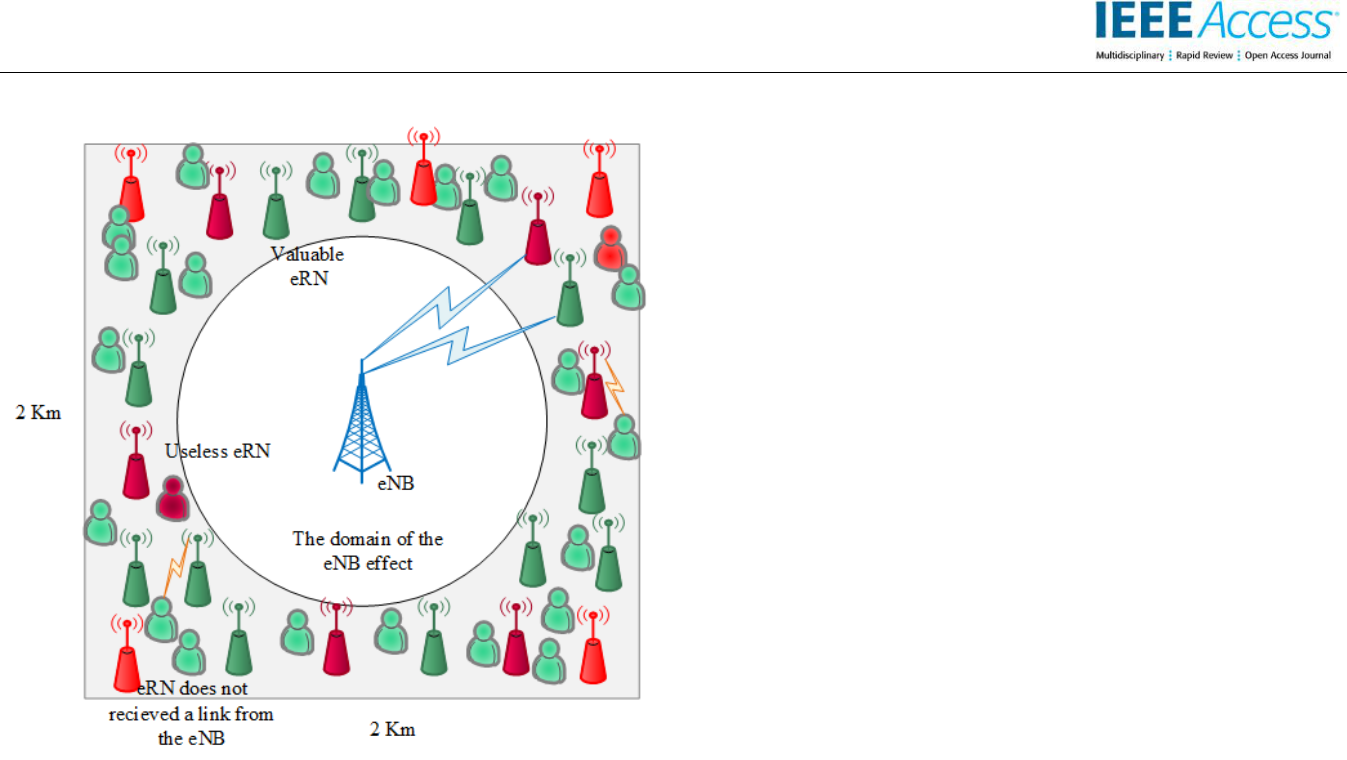 IEEE Access
Multidisciplinary Rapid Review Open Access Journal
Valuable
eRN
2 Km
Useless eRN
eNB
The domain of the
eNB effect
eRN does not
recieved a link from
the eNB
2 Km